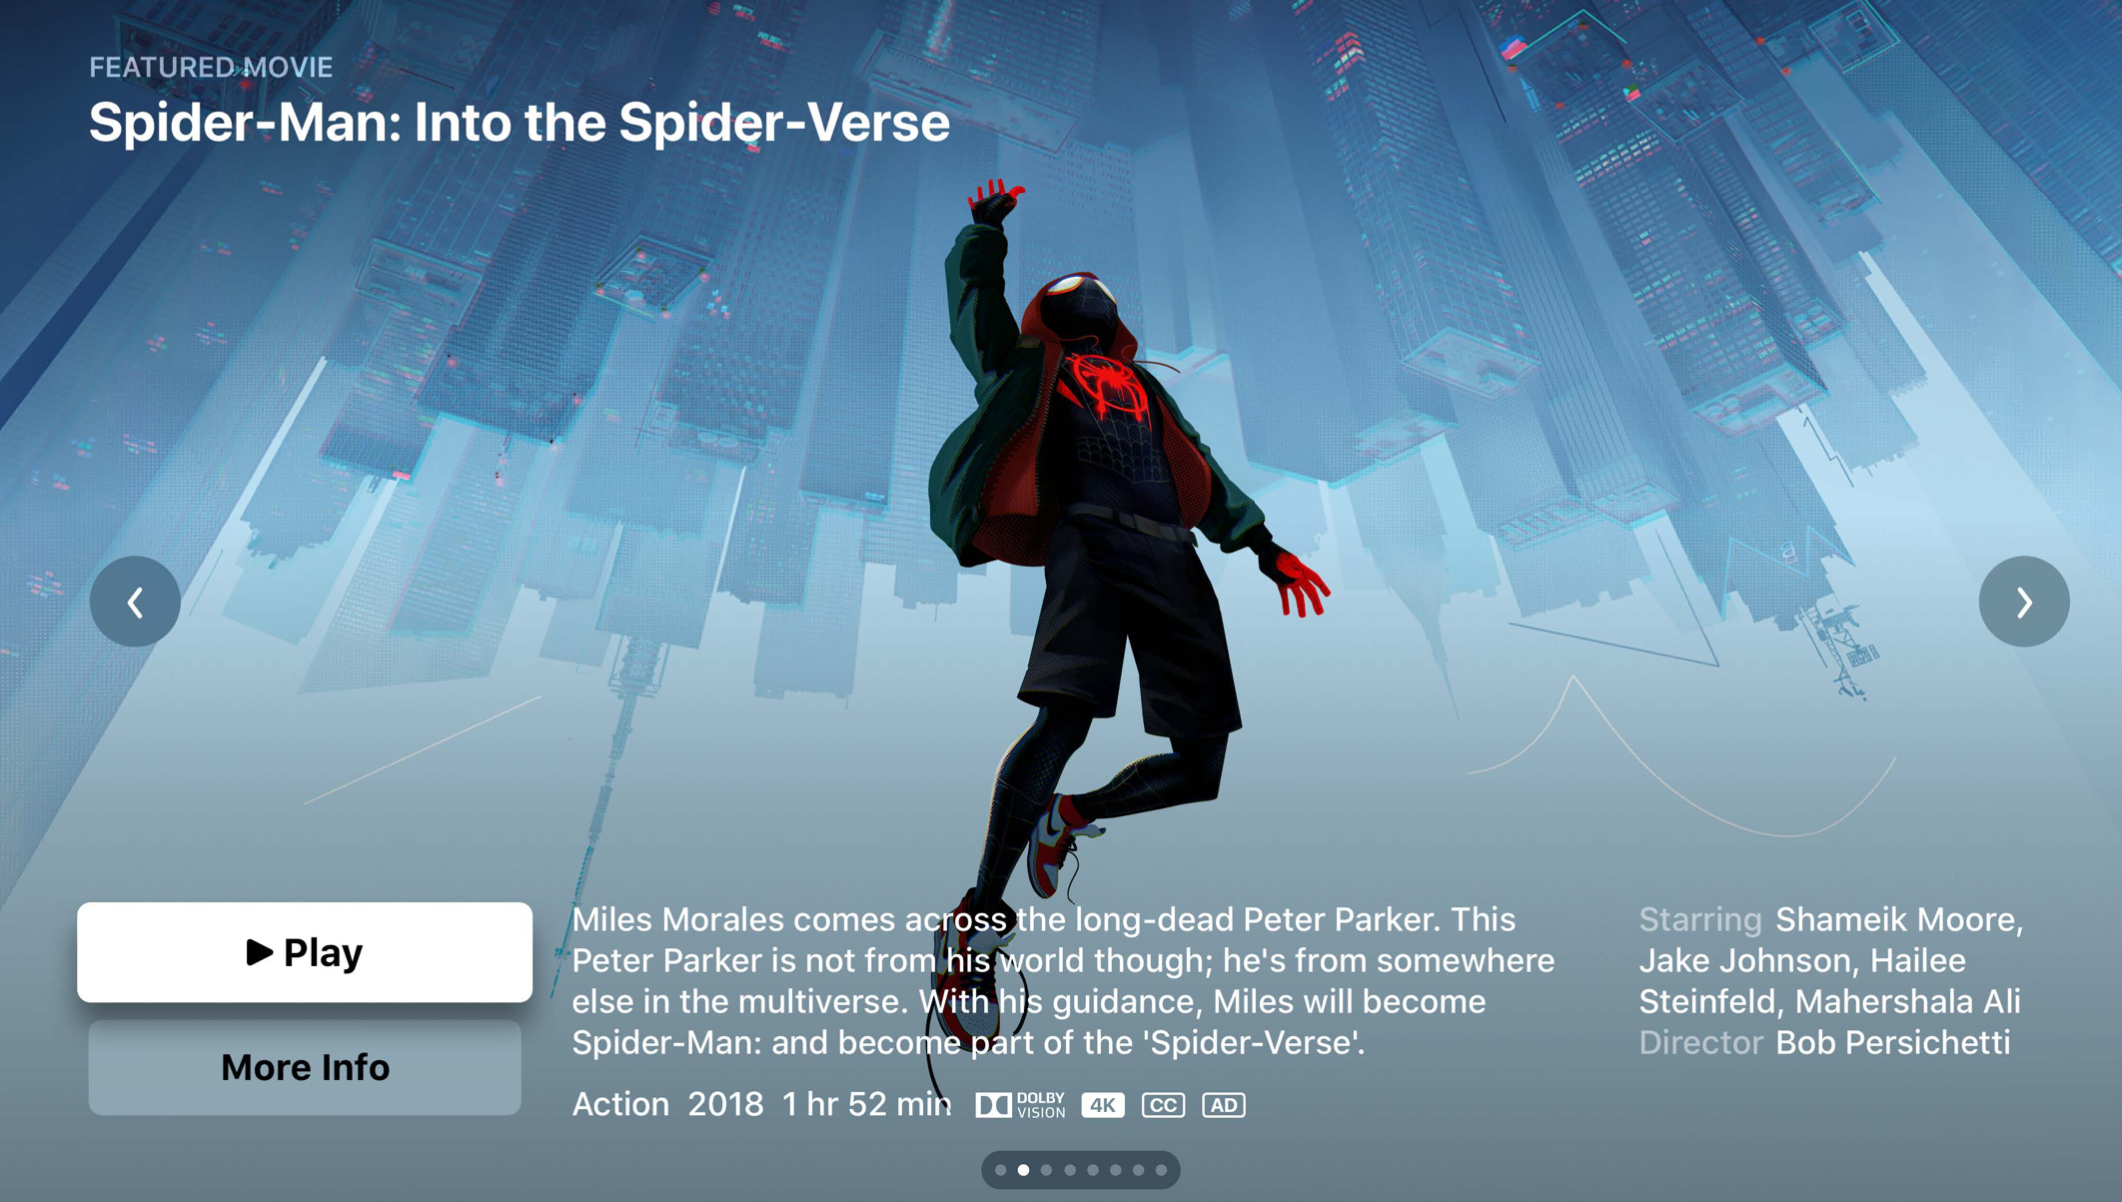 FEATURED MOVIE
Spider-Man: Into the Spider-Verse
Play
More Info
Miles Morales comes across the long-dead Peter Parker. This
Peter Parker is not from his world though; he's from somewhere
else in the multiverse. With his guidance, Miles will become
Spider-Man: and become part of the 'Spider-Verse'.
Action 2018 1 hr 52 min DOLBY VISION 4K CC AD
Starring Shameik Moore,
Jake Johnson, Hailee
Steinfeld, Mahershala Ali
Director Bob Persichetti